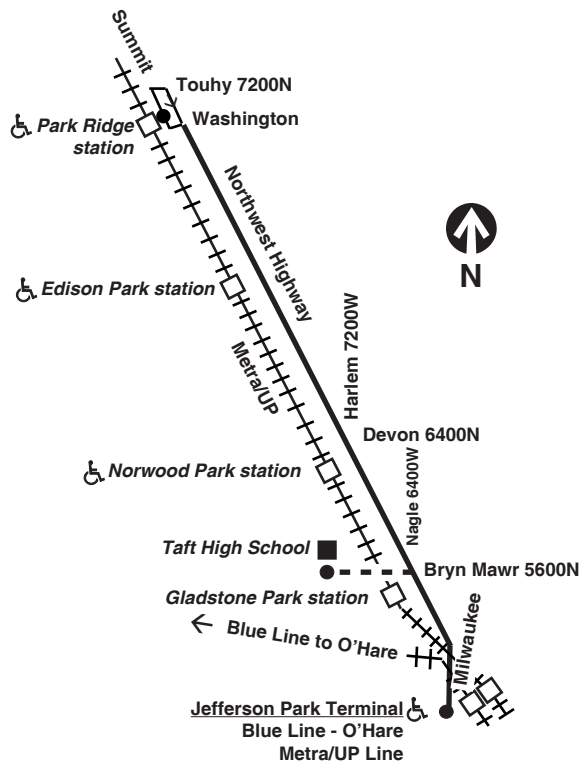 Summit
Touhy 7200N
Washington
Park Ridge
station
Northwest Highway
N
Edison Park station
Harlem 7200W
Metra/UP
Devon 6400N
Norwood Park station
Nagle 6400W
Taft High School
Bryn Mawr 5600N
Gladstone Park station
Milwaukee
Blue Line to O’Hare
Jefferson Park Terminal
Blue Line - O’Hare
Metra/UP Line